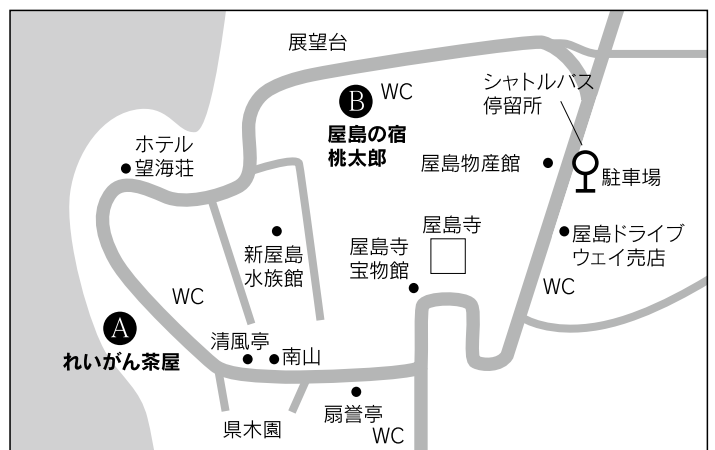 展望台
シャトルバス
停留所
B
WC
屋島の宿
桃太郎
ホテル
望海荘
屋島物産館
駐車場
屋島寺
屋島ドライブ
ウェイ売店
新屋島
水族館
屋島寺
宝物館
WC
WC
A
れいがん茶屋
清風亭
南山
扇誉亭
県木園
WC